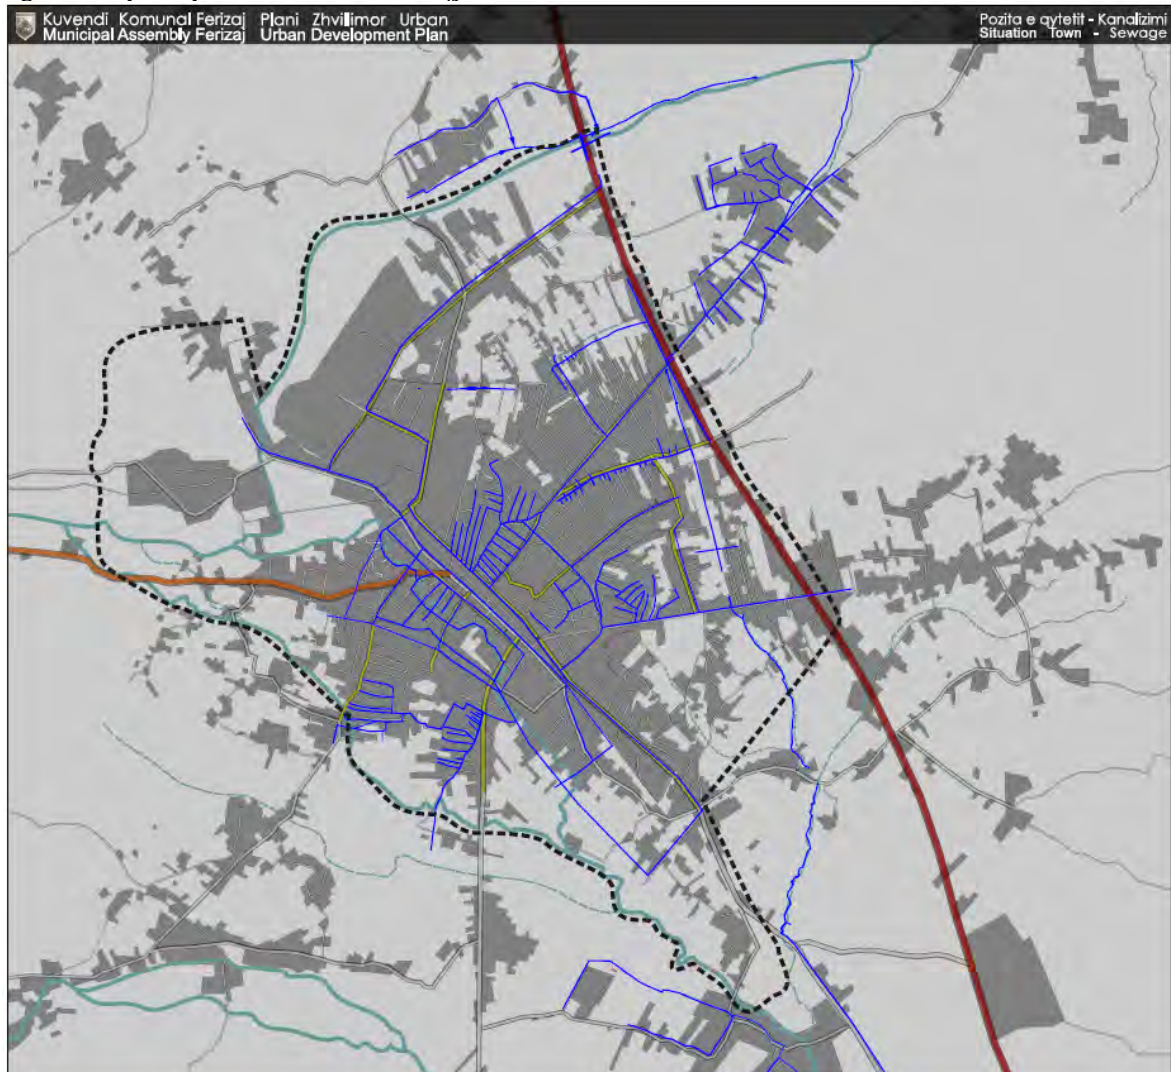 Kuvendi Komunal Ferizaj Plani Zhvillimor Urban
Municipal Assembly Ferizaj Urban Development Plan
Pozita e qytetit - Kanalizimi
Situation Town - Sewage